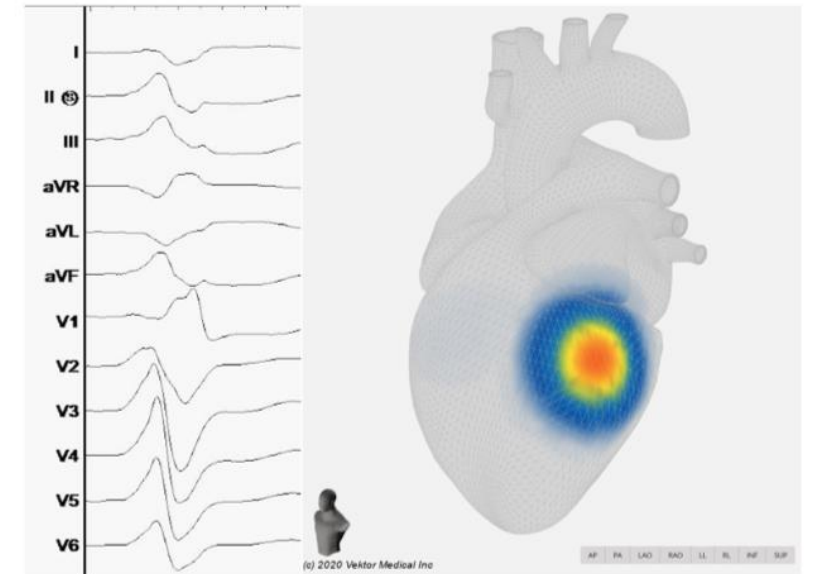 I
II
III
aVR
aVL
aVF
V1
V2
V3
V4
V5
V6
(c) 2020 Vektor Medical Inc
AP PA LAO RAO LL RL INF SUP